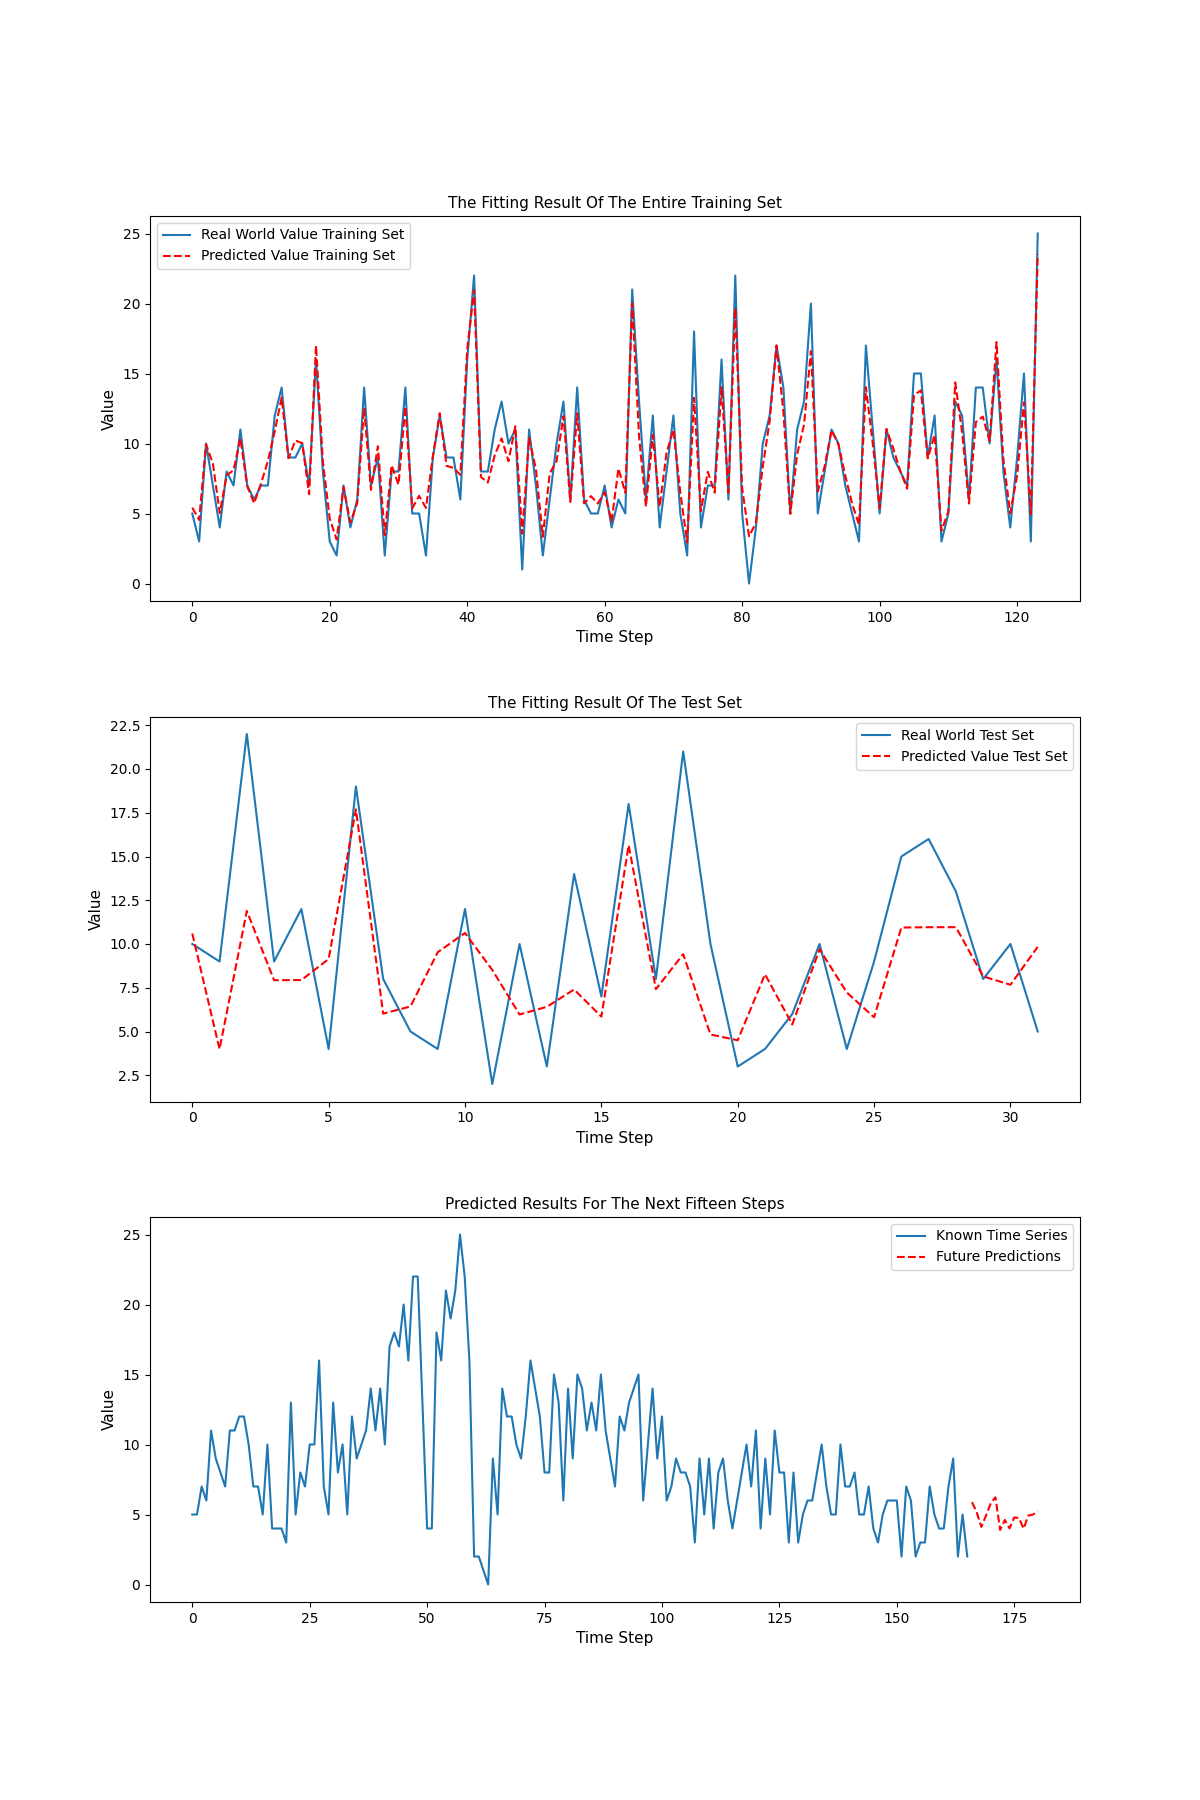 The Fitting Result Of The Entire Training Set
Real World Value Training Set
Predicted Value Training Set
Value
25
20
15
10
5
0
0 20 40 60 80 100 120
Time Step
The Fitting Result Of The Test Set
Real World Test Set
Predicted Value Test Set
Value
22.5
20.0
17.5
15.0
12.5
10.0
7.5
5.0
2.5
0 5 10 15 20 25 30
Time Step
Predicted Results For The Next Fifteen Steps
Known Time Series
Future Predictions
Value
25
20
15
10
5
0
0 25 50 75 100 125 150 175
Time Step